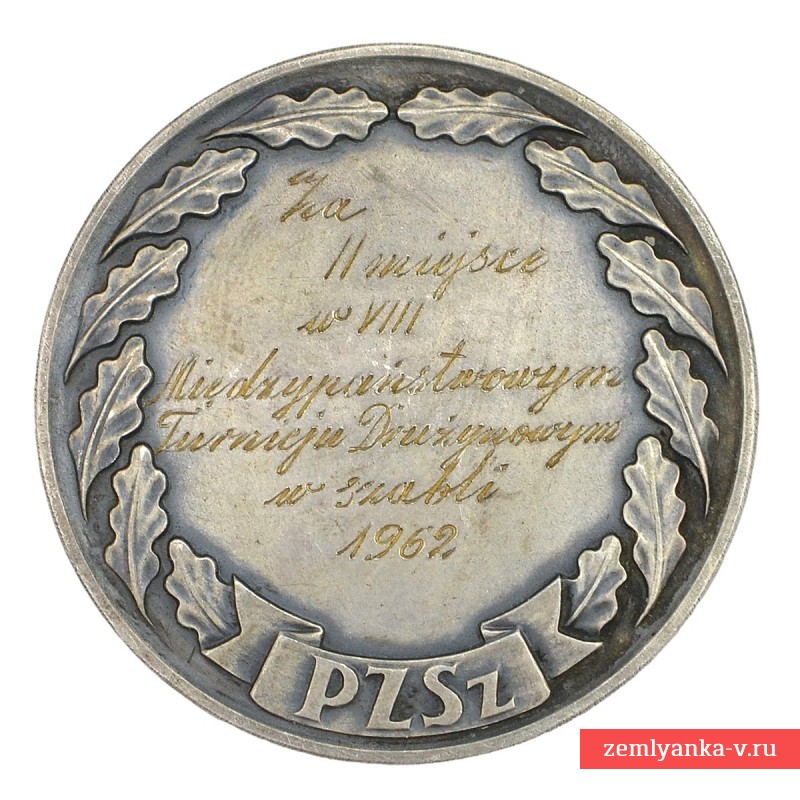 Za
II miejsce
w VIII
Międzypaństwowym
Turnieju Drużynowym
w szabli
1962
PZSz
zemlyanka-v.ru